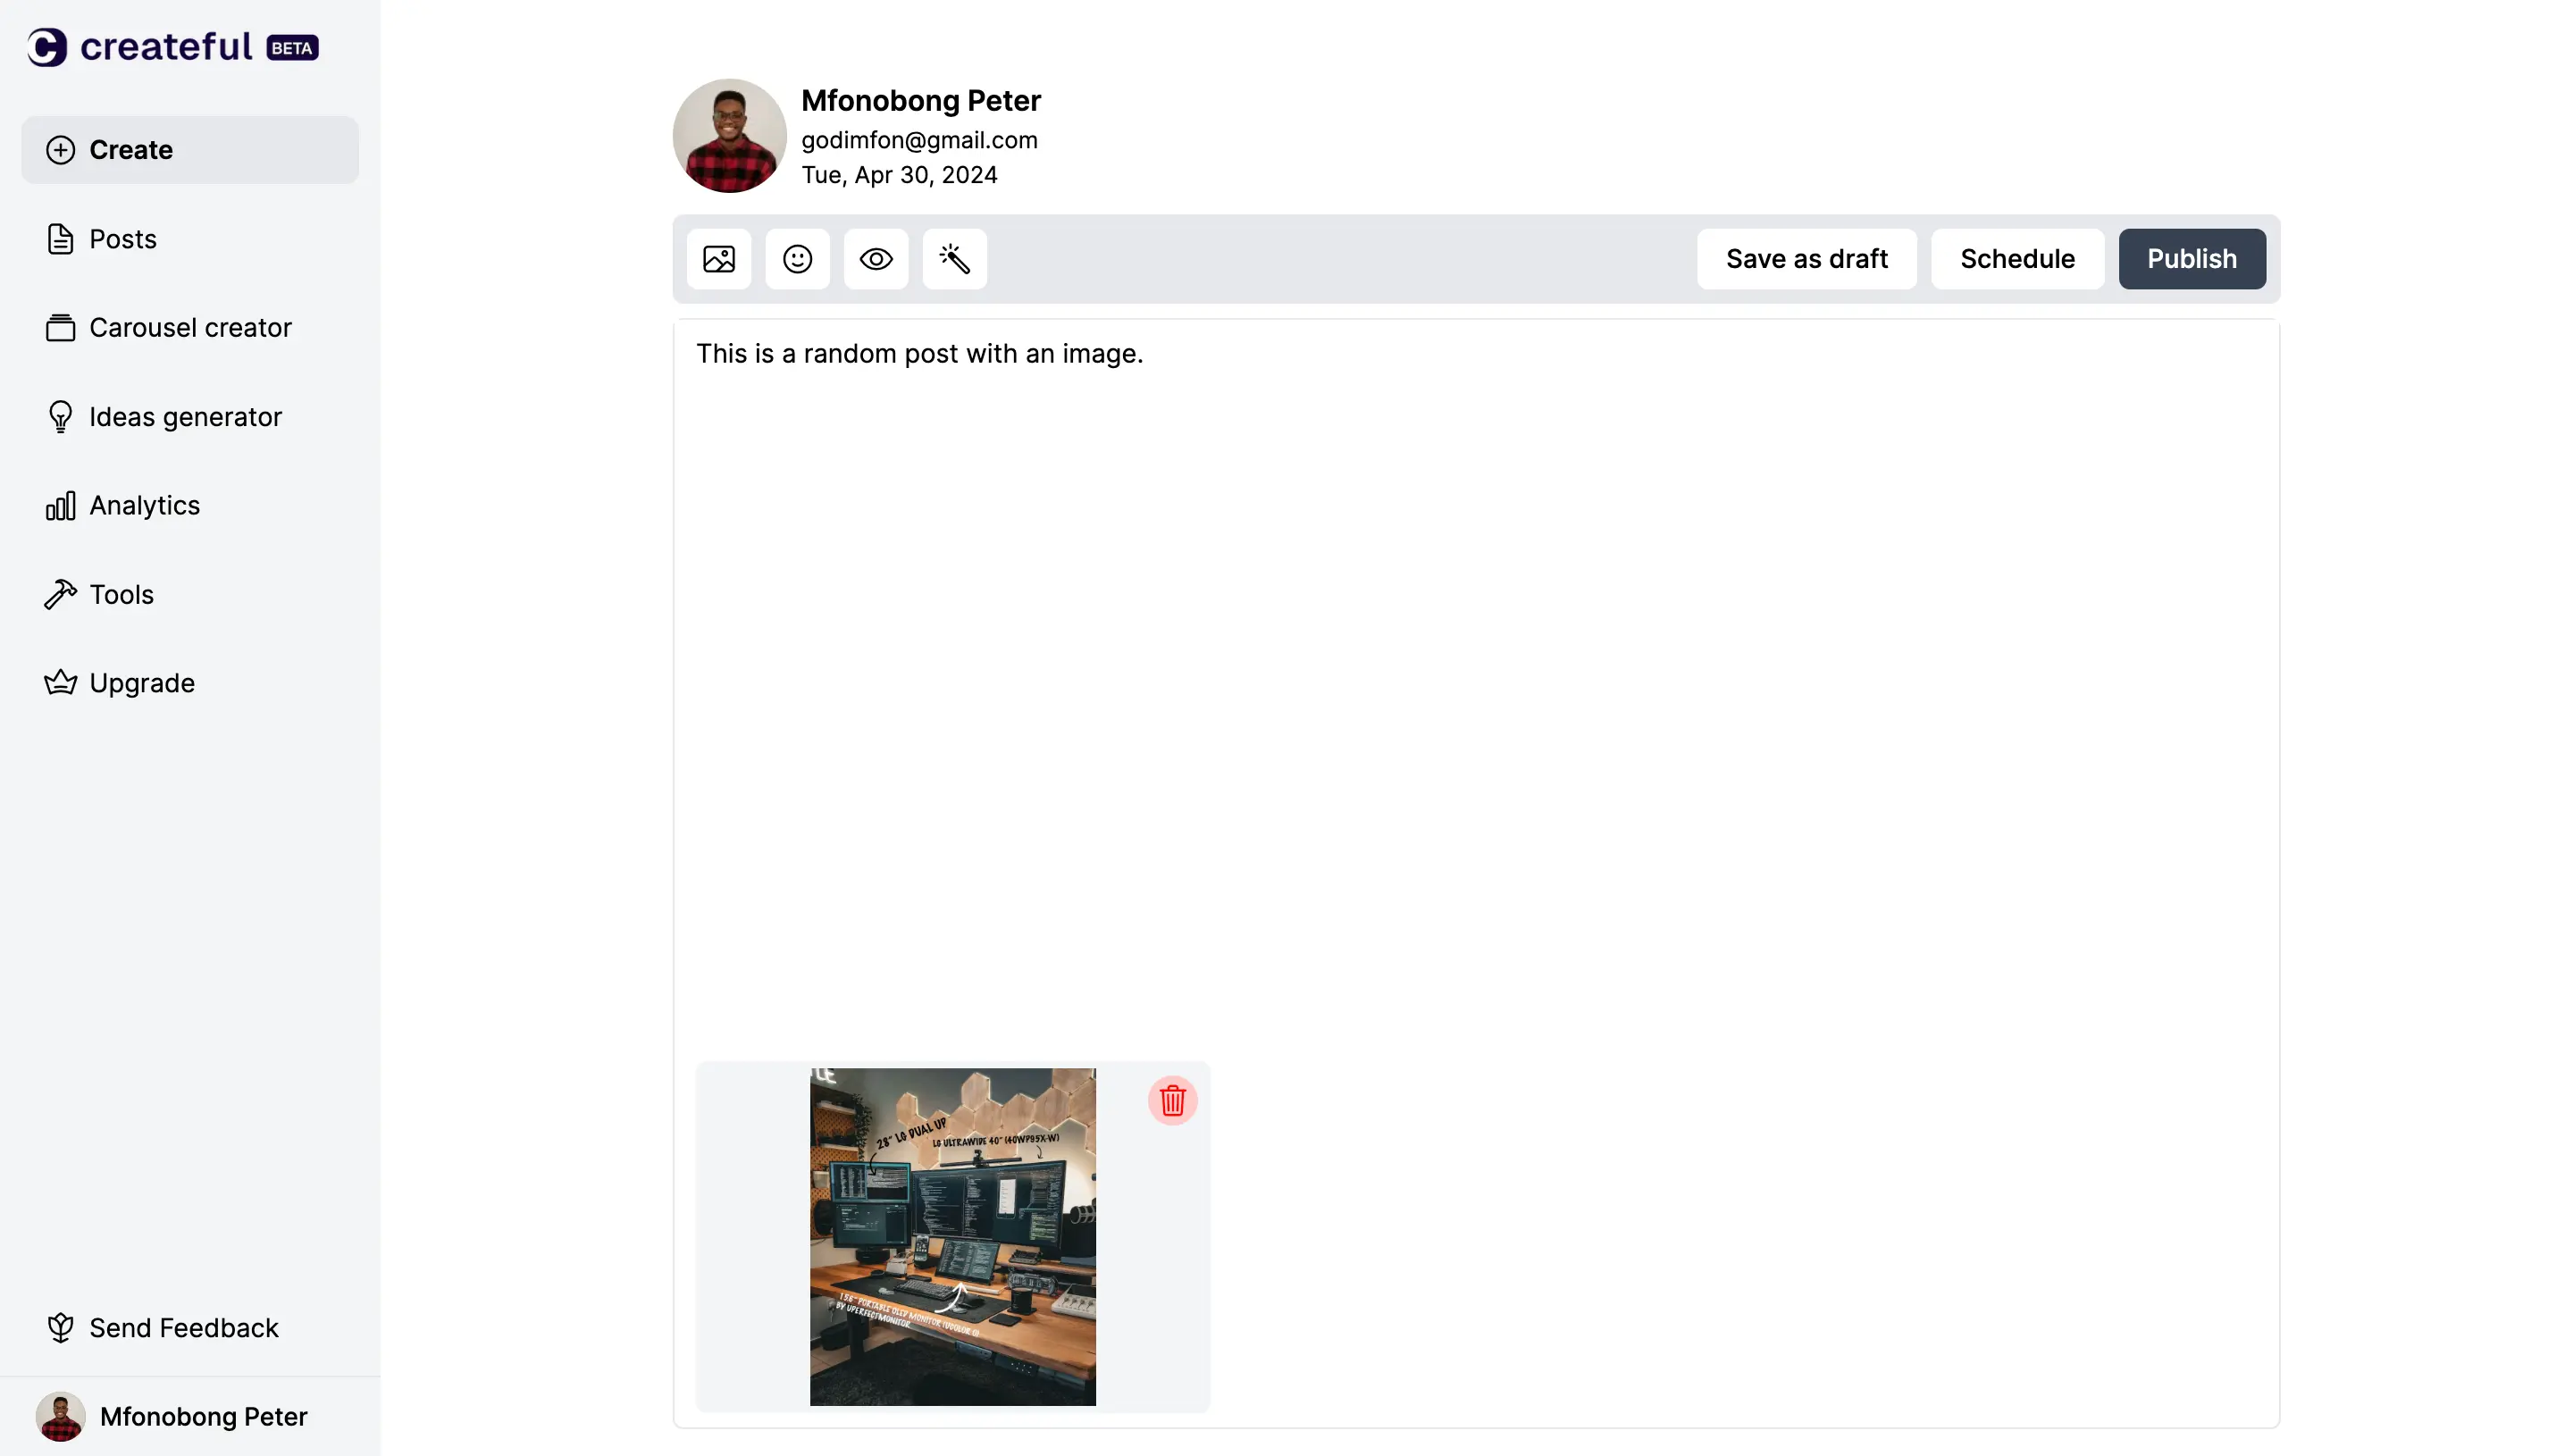 createful BETA
Create
Posts
Carousel creator
Ideas generator
Analytics
Tools
Upgrade
Send Feedback
Mfonobong Peter
Mfonobong Peter
godimfon@gmail.com
Tue, Apr 30, 2024
Save as draft
Schedule
Publish
This is a random post with an image.
LE
28" LG DUAL UP
LG ULTRAWIDE 40" (40WP95X-W)
15.6" PORTABLE OLED MONITOR
BY UPERFECTMONITOR